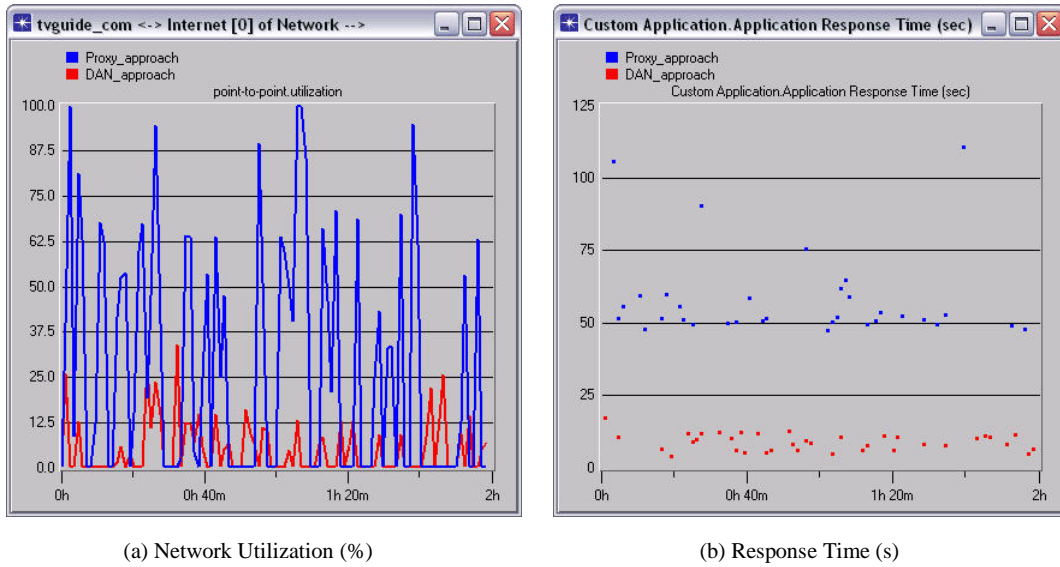 tvguide_com <-> Internet [0] of Network -->
Proxy_approach
DAN_approach
point-to-point.utilization
100.0
87.5
75.0
62.5
50.0
37.5
25.0
12.5
0.0
0h
0h 40m
1h 20m
2h
(a) Network Utilization (%)
Custom Application.Application Response Time (sec)
Proxy_approach
DAN_approach
Custom Application.Application Response Time (sec)
125
100
75
50
25
0
0h
0h 40m
1h 20m
2h
(b) Response Time (s)